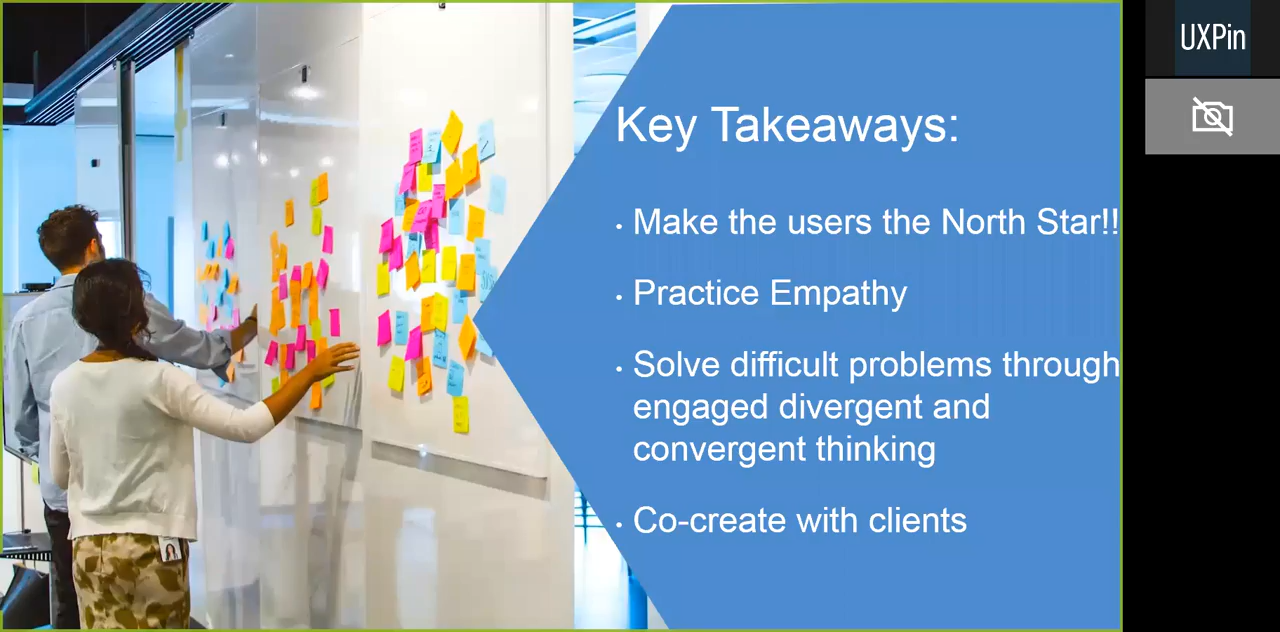 UXPin
Key Takeaways:
• Make the users the North Star!!
• Practice Empathy
• Solve difficult problems through
engaged divergent and
convergent thinking
• Co-create with clients